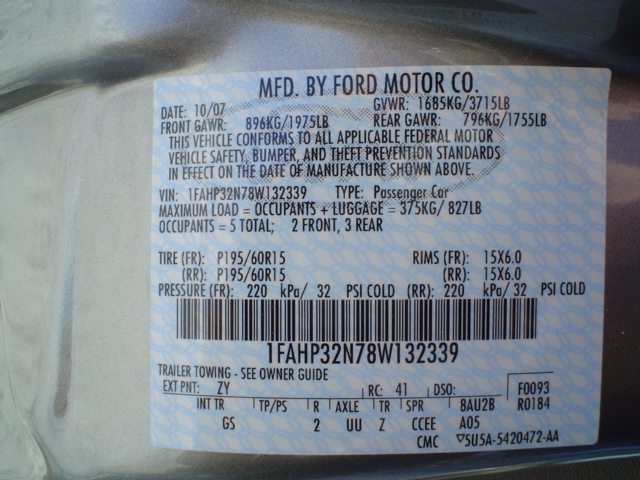 MFD. BY FORD MOTOR CO.
DATE: 10/07 GVWR: 1685KG/3715LB
FRONT GAWR: 896KG/1975LB REAR GAWR: 796KG/1755LB
THIS VEHICLE CONFORMS TO ALL APPLICABLE FEDERAL MOTOR
VEHICLE SAFETY, BUMPER, AND THEFT PREVENTION STANDARDS
IN EFFECT ON THE DATE OF MANUFACTURE SHOWN ABOVE.
VIN: 1FAHP32N78W132339 TYPE: Passenger Car
MAXIMUM LOAD = OCCUPANTS + LUGGAGE = 375KG/ 827LB
OCCUPANTS = 5 TOTAL; 2 FRONT, 3 REAR
TIRE (FR): P195/60R15 RIMS (FR): 15X6.0
(RR): P195/60R15 (RR): 15X6.0
PRESSURE (FR): 220 kPa/ 32 PSI COLD (RR): 220 kPa/ 32 PSI COLD
1FAHP32N78W132339
TRAILER TOWING - SEE OWNER GUIDE
EXT PNT: ZY RC: 41 DSO: F0093
INT TR TP/PS R AXLE TR SPR 8AU2B R0184
GS 2 UU Z CCEE A05
CMC ▽5U5A-5420472-AA